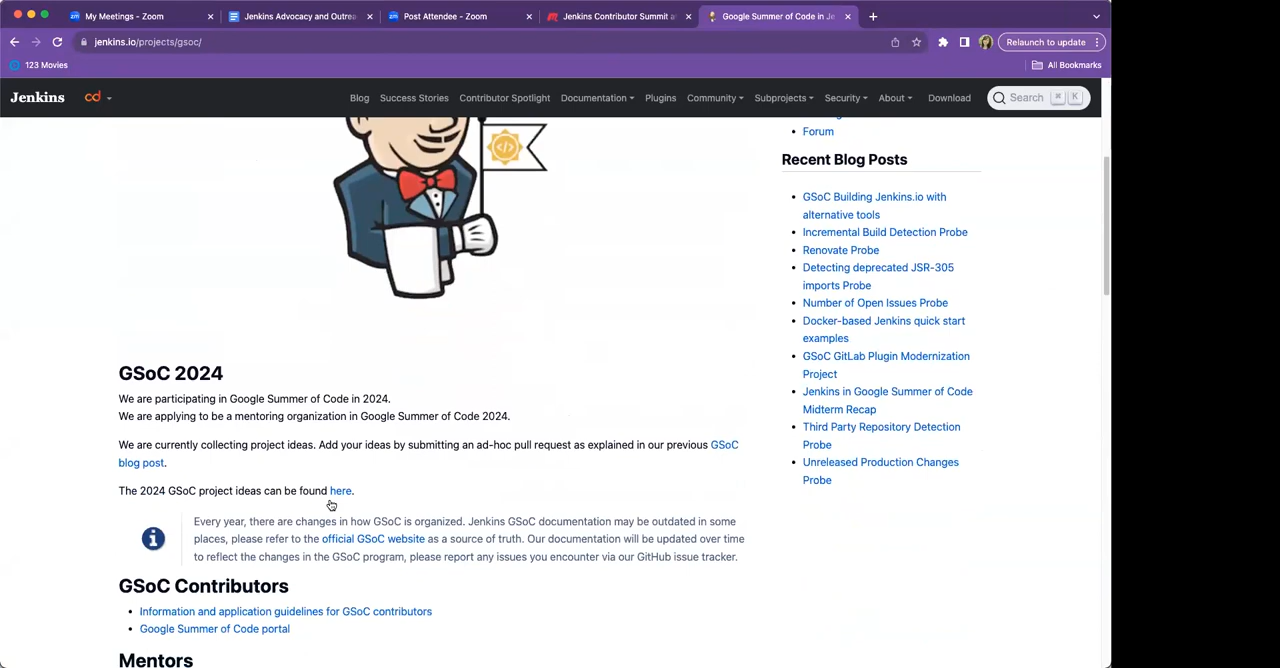 My Meetings - Zoom
Jenkins Advocacy and Outrea
Post Attendee - Zoom
Jenkins Contributor Summit a
Google Summer of Code in Je
jenkins.io/projects/gsoc/
Relaunch to update
123 Movies
All Bookmarks
Jenkins
cd
Blog
Success Stories
Contributor Spotlight
Documentation
Plugins
Community
Subprojects
Security
About
Download
Search ⌘ K
</>
GSoC 2024
We are participating in Google Summer of Code in 2024.
We are applying to be a mentoring organization in Google Summer of Code 2024.
We are currently collecting project ideas. Add your ideas by submitting an ad-hoc pull request as explained in our previous GSoC
blog post.
The 2024 GSoC project ideas can be found here.
Every year, there are changes in how GSoC is organized. Jenkins GSoC documentation may be outdated in some
places, please refer to the official GSoC website as a source of truth. Our documentation will be updated over time
to reflect the changes in the GSoC program, please report any issues you encounter via our GitHub issue tracker.
GSoC Contributors
Information and application guidelines for GSoC contributors
Google Summer of Code portal
Mentors
Forum
Recent Blog Posts
GSoC Building Jenkins.io with
alternative tools
Incremental Build Detection Probe
Renovate Probe
Detecting deprecated JSR-305
imports Probe
Number of Open Issues Probe
Docker-based Jenkins quick start
examples
GSoC GitLab Plugin Modernization
Project
Jenkins in Google Summer of Code
Midterm Recap
Third Party Repository Detection
Probe
Unreleased Production Changes
Probe